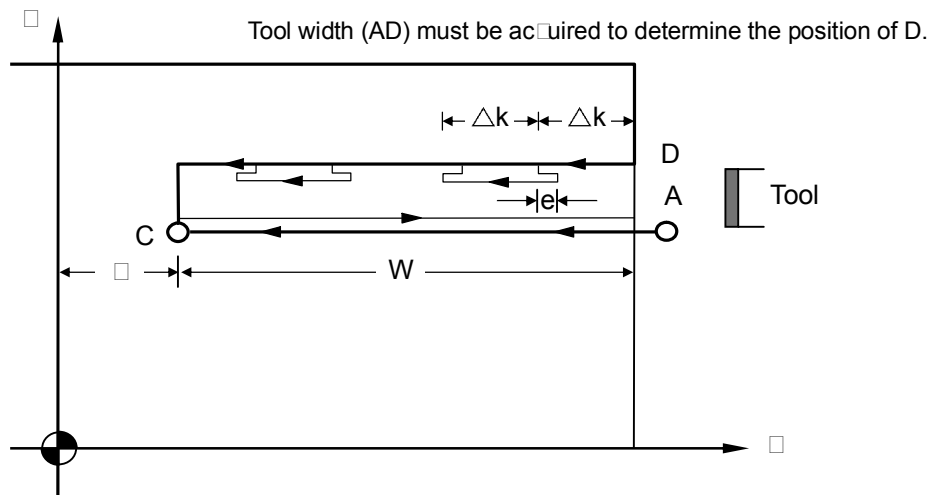 □
Tool width (AD) must be ac□uired to determine the position of D.
△k △k
D
A
Tool
e
C
□ W
□